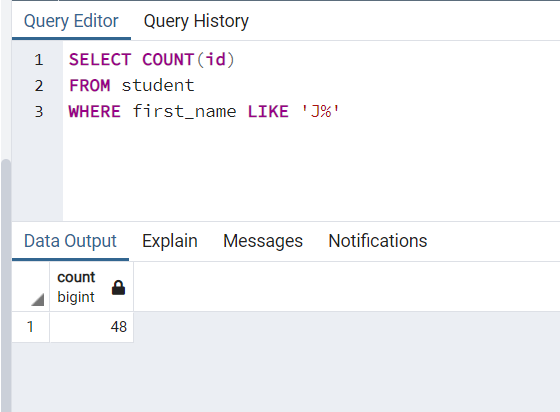 Query Editor Query History
1 SELECT COUNT(id)
2 FROM student
3 WHERE first_name LIKE 'J%'
Data Output Explain Messages Notifications
count
bigint
1 48